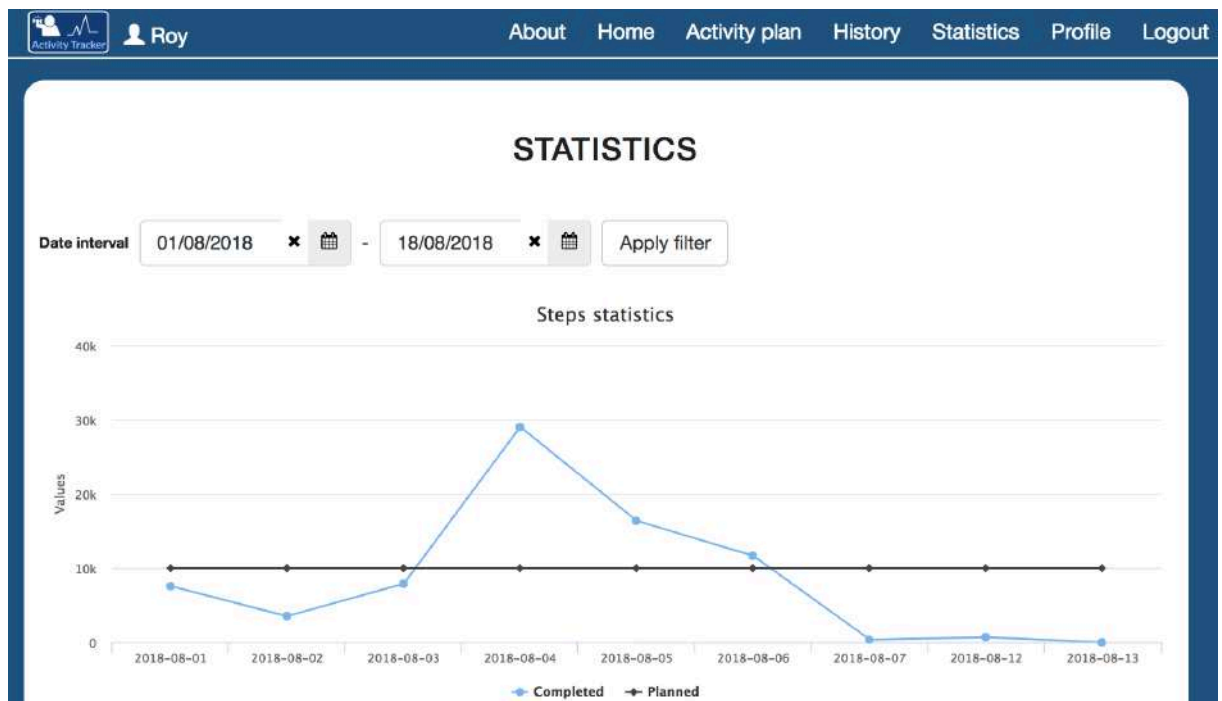 Activity Tracker Roy About Home Activity plan History Statistics Profile Logout
STATISTICS
Date interval 01/08/2018 - 18/08/2018 Apply filter
Steps statistics
40k
30k
20k
10k
0
Values
2018-08-01 2018-08-02 2018-08-03 2018-08-04 2018-08-05 2018-08-06 2018-08-07 2018-08-12 2018-08-13
Completed Planned